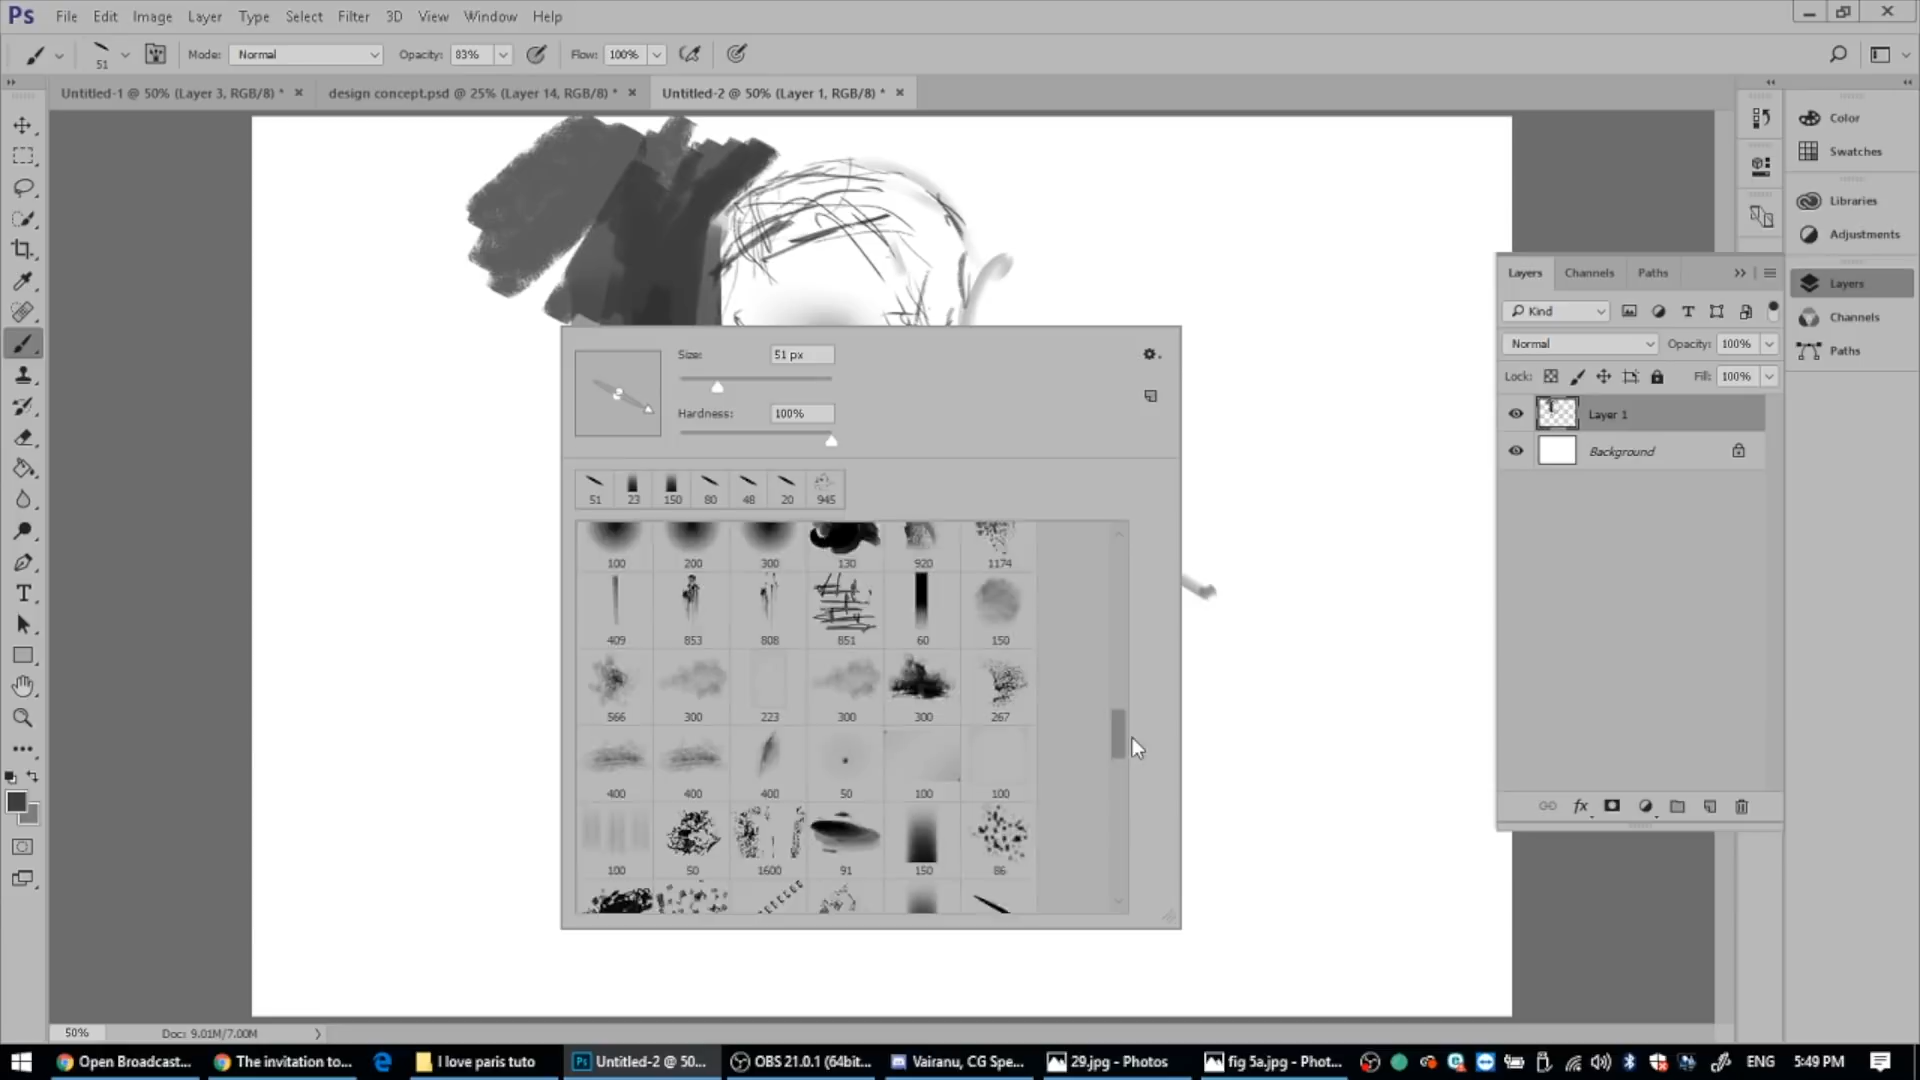 Ps File Edit Image Layer Type Select Filter 3D View Window Help
51 Mode: Normal Opacity: 83% Flow: 100%
Untitled-1 @ 50% (Layer 3, RGB/8) * × design concept.psd @ 25% (Layer 14, RGB/8) * × Untitled-2 @ 50% (Layer 1, RGB/8) * ×
Color
Swatches
Libraries
Adjustments
Layers
Channels
Paths
Layers Channels Paths
Kind
Normal Opacity: 100%
Lock: Fill: 100%
Layer 1
Background
fx
Size: 51 px
Hardness: 100%
51 23 150 80 48 20 945
100 200 300 130 920 1174
409 853 808 851 60 150
566 300 223 300 300 267
400 400 400 50 100 100
100 50 1600 91 150 86
50% Doc: 9.01M/7.00M
Open Broadcast... The invitation to... I love paris tuto Ps Untitled-2 @ 50... OBS 21.0.1 (64bit... Vairanu, CG Spe... 29.jpg - Photos fig 5a.jpg - Phot... ENG 5:49 PM